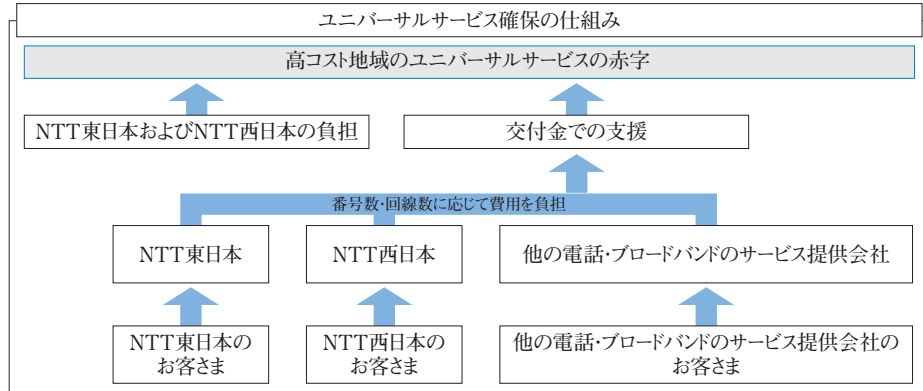 ユニバーサルサービス確保の仕組み
高コスト地域のユニバーサルサービスの赤字
NTT東日本およびNTT西日本の負担
交付金での支援
番号数・回線数に応じて費用を負担
NTT東日本
NTT西日本
他の電話・ブロードバンドのサービス提供会社
NTT東日本の
お客さま
NTT西日本の
お客さま
他の電話・ブロードバンドのサービス提供会社の
お客さま